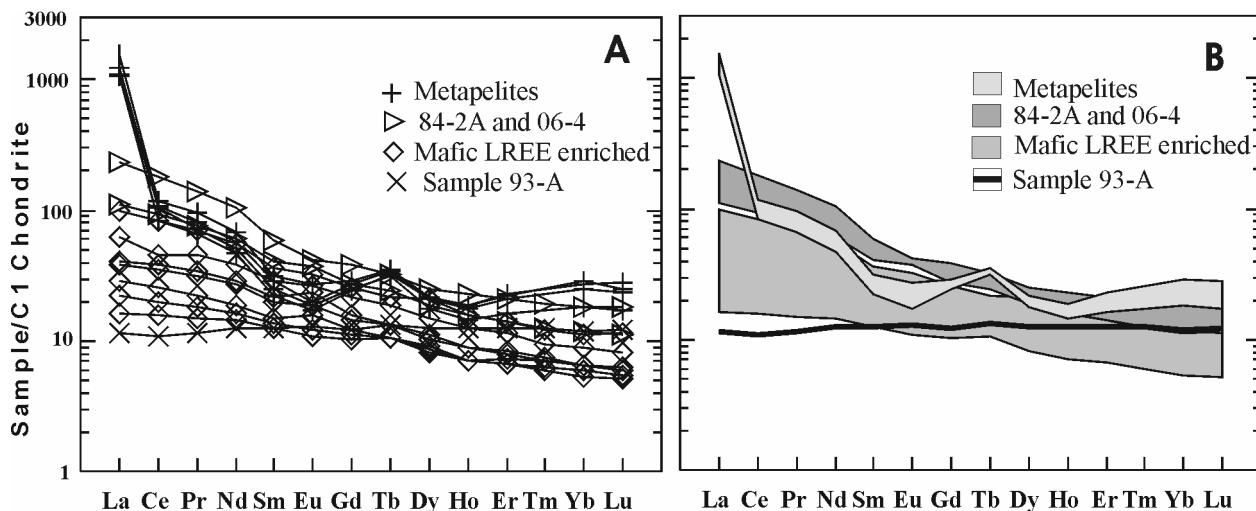 3000
1000
100
10
1
Sample/C1 Chondrite
A
Metapelites
84-2A and 06-4
Mafic LREE enriched
Sample 93-A
La Ce Pr Nd Sm Eu Gd Tb Dy Ho Er Tm Yb Lu
B
Metapelites
84-2A and 06-4
Mafic LREE enriched
Sample 93-A
La Ce Pr Nd Sm Eu Gd Tb Dy Ho Er Tm Yb Lu